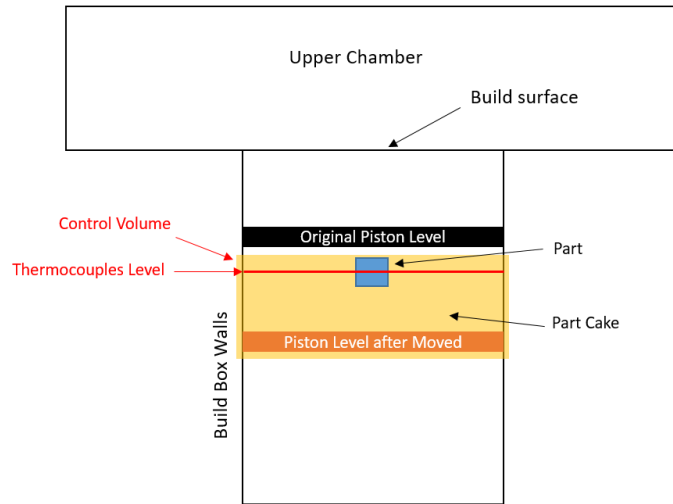 Upper Chamber
Build surface
Control Volume
Original Piston Level
Part
Thermocouples Level
Part Cake
Piston Level after Moved
Build Box Walls